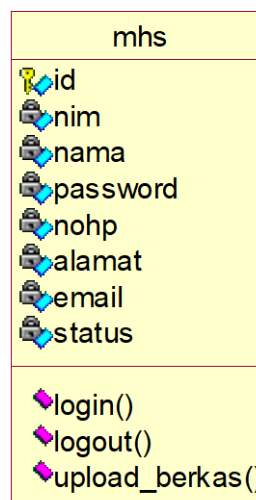 mhs
id
nim
nama
password
nohp
alamat
email
status
login()
logout()
upload_berkas()